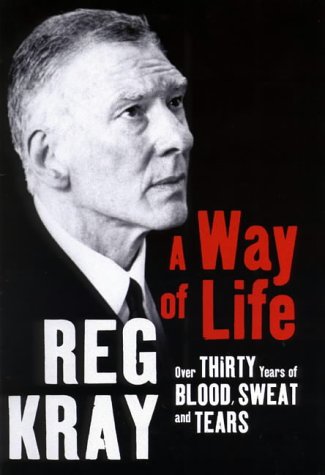 A Way
of Life
REG
KRAY
Over THIRTY Years of
BLOOD, SWEAT
and TEARS